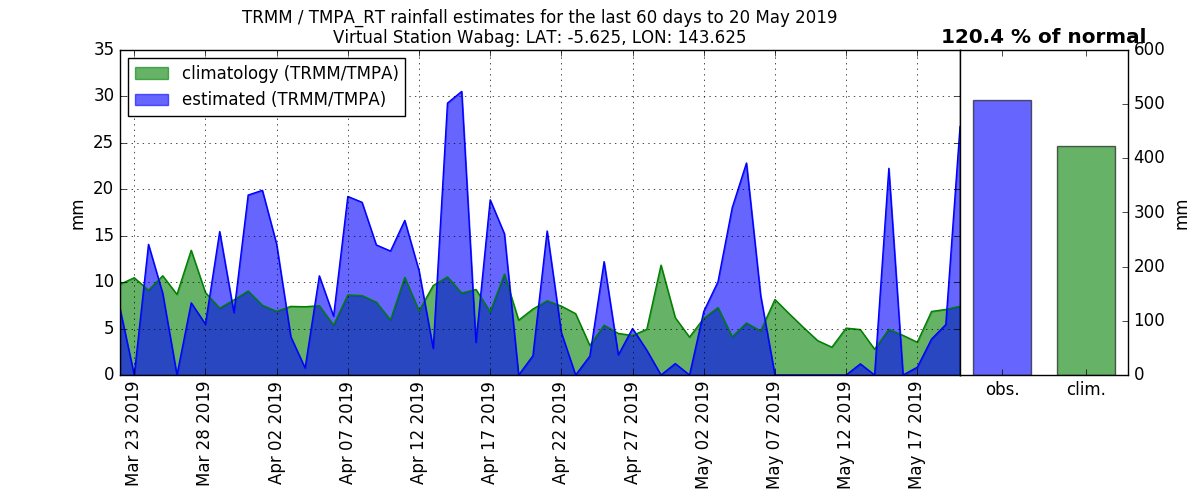 TRMM / TMPA_RT rainfall estimates for the last 60 days to 20 May 2019
Virtual Station Wabag: LAT: -5.625, LON: 143.625
120.4 % of normal
climatology (TRMM/TMPA)
estimated (TRMM/TMPA)
35
30
25
20
15
10
5
0
mm
600
500
400
300
200
100
0
mm
Mar 23 2019
Mar 28 2019
Apr 02 2019
Apr 07 2019
Apr 12 2019
Apr 17 2019
Apr 22 2019
Apr 27 2019
May 02 2019
May 07 2019
May 12 2019
May 17 2019
obs.
clim.